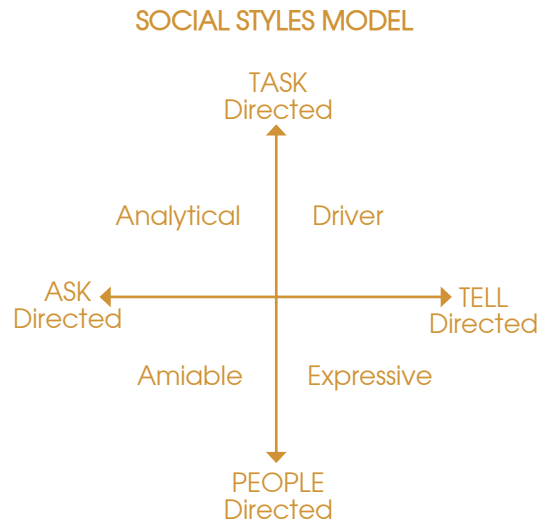 SOCIAL STYLES MODEL
TASK
Directed
Analytical
Driver
ASK
Directed
TELL
Directed
Amiable
Expressive
PEOPLE
Directed